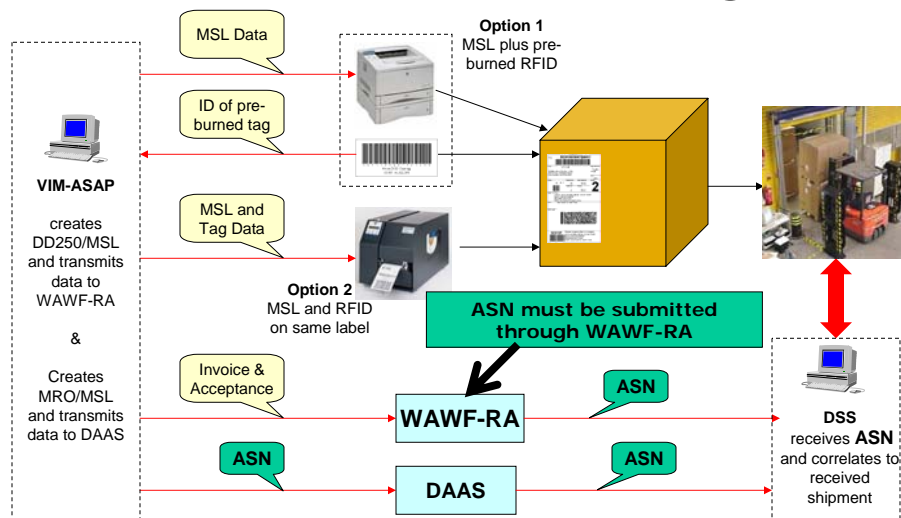 MSL Data
Option 1
MSL plus pre-
burned RFID
ID of pre-
burned tag
VIM-ASAP
creates
DD250/MSL
and transmits
data to
WAWF-RA
&
Creates
MRO/MSL
and transmits
data to DAAS
MSL and
Tag Data
Option 2
MSL and RFID
on same label
2
ASN must be submitted
through WAWF-RA
Invoice &
Acceptance
WAWF-RA
ASN
ASN
DAAS
ASN
DSS
receives ASN
and correlates to
received
shipment